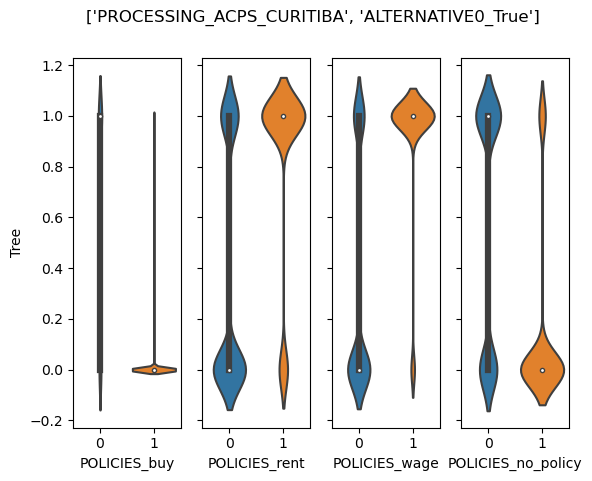 ['PROCESSING_ACPS_CURITIBA', 'ALTERNATIVE0_True']
Tree
1.2
1.0
0.8
0.6
0.4
0.2
0.0
−0.2
0 1
POLICIES_buy
0 1
POLICIES_rent
0 1
POLICIES_wage
0 1
POLICIES_no_policy